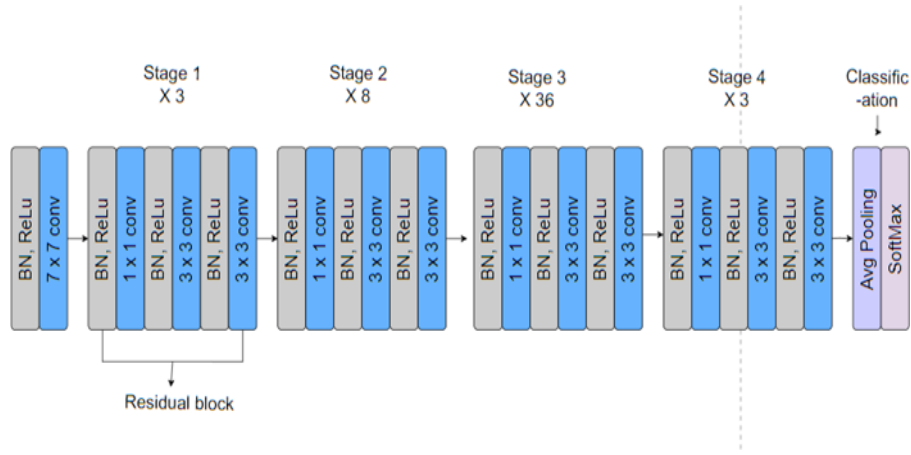 Stage 1
X 3
Stage 2
X 8
Stage 3
X 36
Stage 4
X 3
Classific
-ation
BN, ReLu
7 x 7 conv
BN, ReLu
1 x 1 conv
BN, ReLu
3 x 3 conv
BN, ReLu
3 x 3 conv
BN, ReLu
1 x 1 conv
BN, ReLu
3 x 3 conv
BN, ReLu
3 x 3 conv
BN, ReLu
1 x 1 conv
BN, ReLu
3 x 3 conv
BN, ReLu
3 x 3 conv
BN, ReLu
1 x 1 conv
BN, ReLu
3 x 3 conv
BN, ReLu
3 x 3 conv
Avg Pooling
SoftMax
Residual block